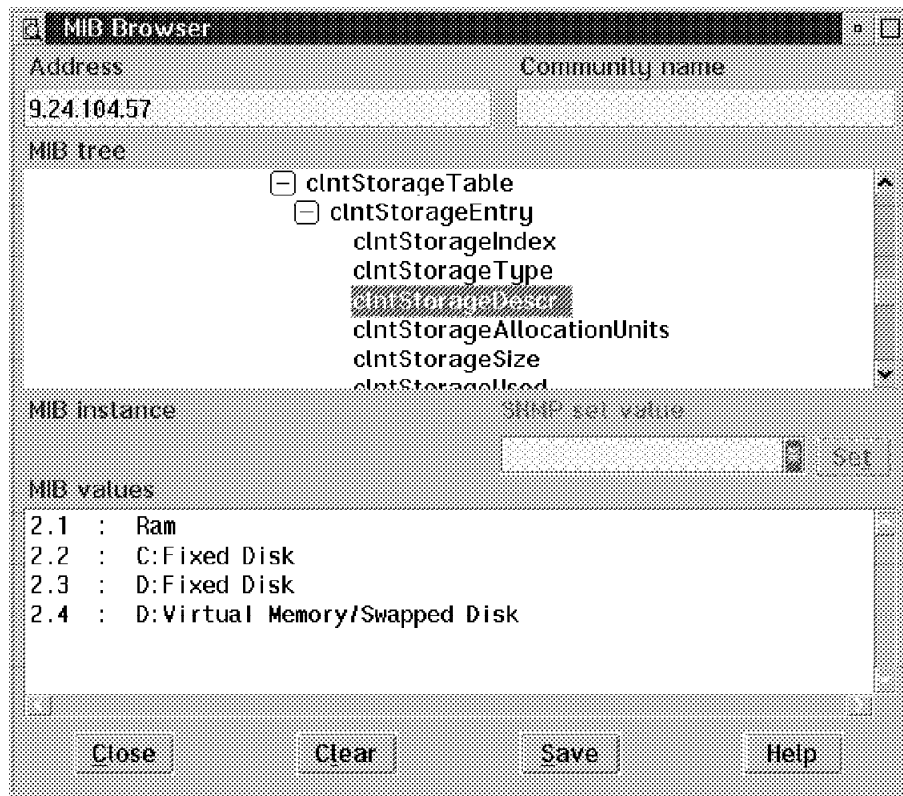 MIB Browser
Address Community name
9.24.104.57
MIB tree
clntStorageTable
clntStorageEntry
clntStorageIndex
clntStorageType
clntStorageDescr
clntStorageAllocationUnits
clntStorageSize
clntStorageUsed
MIB instance SNMP set value
Set
MIB values
2.1 : Ram
2.2 : C:Fixed Disk
2.3 : D:Fixed Disk
2.4 : D:Virtual Memory/Swapped Disk
Close Clear Save Help